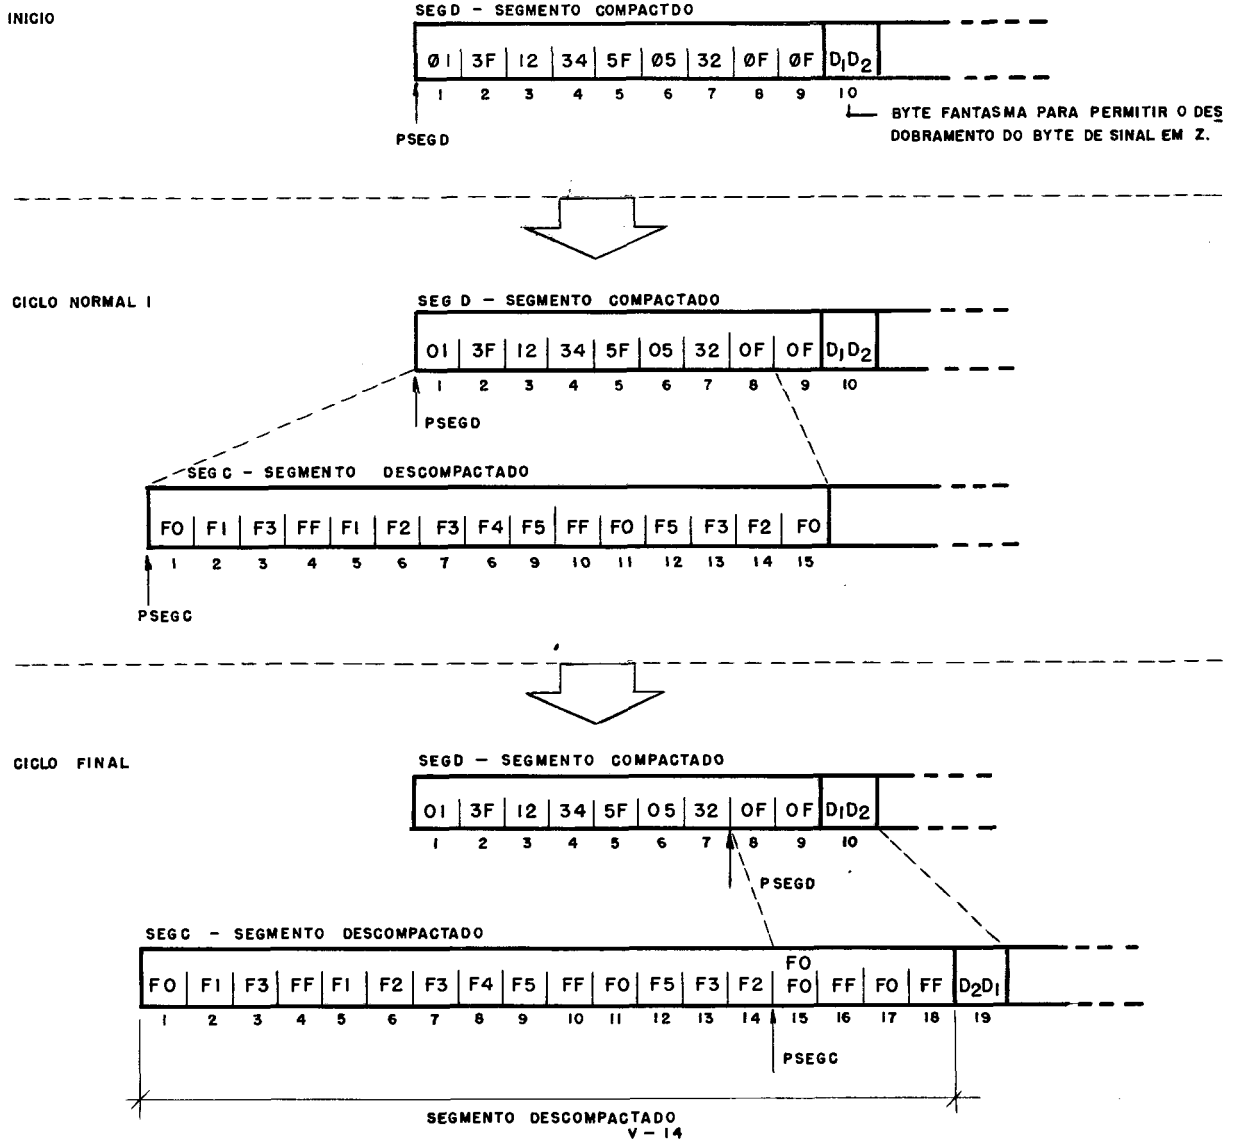 INICIO
SEGD - SEGMENTO COMPACTDO
Ø1 3F 12 34 5F Ø5 32 ØF ØF D1D2
1 2 3 4 5 6 7 8 9 10
PSEGD
BYTE FANTASMA PARA PERMITIR O DES
DOBRAMENTO DO BYTE DE SINAL EM Z.
CICLO NORMAL 1
SEG D - SEGMENTO COMPACTADO
01 3F 12 34 5F 05 32 0F 0F D1D2
1 2 3 4 5 6 7 8 9 10
PSEGD
SEG C - SEGMENTO DESCOMPACTADO
F0 F1 F3 FF F1 F2 F3 F4 F5 FF F0 F5 F3 F2 F0
1 2 3 4 5 6 7 6 9 10 11 12 13 14 15
PSEGC
CICLO FINAL
SEGD - SEGMENTO COMPACTADO
01 3F 12 34 5F 05 32 0F 0F D1D2
1 2 3 4 5 6 7 8 9 10
PSEGD
SEGC - SEGMENTO DESCOMPACTADO
F0
F0 F1 F3 FF F1 F2 F3 F4 F5 FF F0 F5 F3 F2 F0 FF F0 FF D2D1
1 2 3 4 5 6 7 8 9 10 11 12 13 14 15 16 17 18 19
PSEGC
SEGMENTO DESCOMPACTADO
V - 14